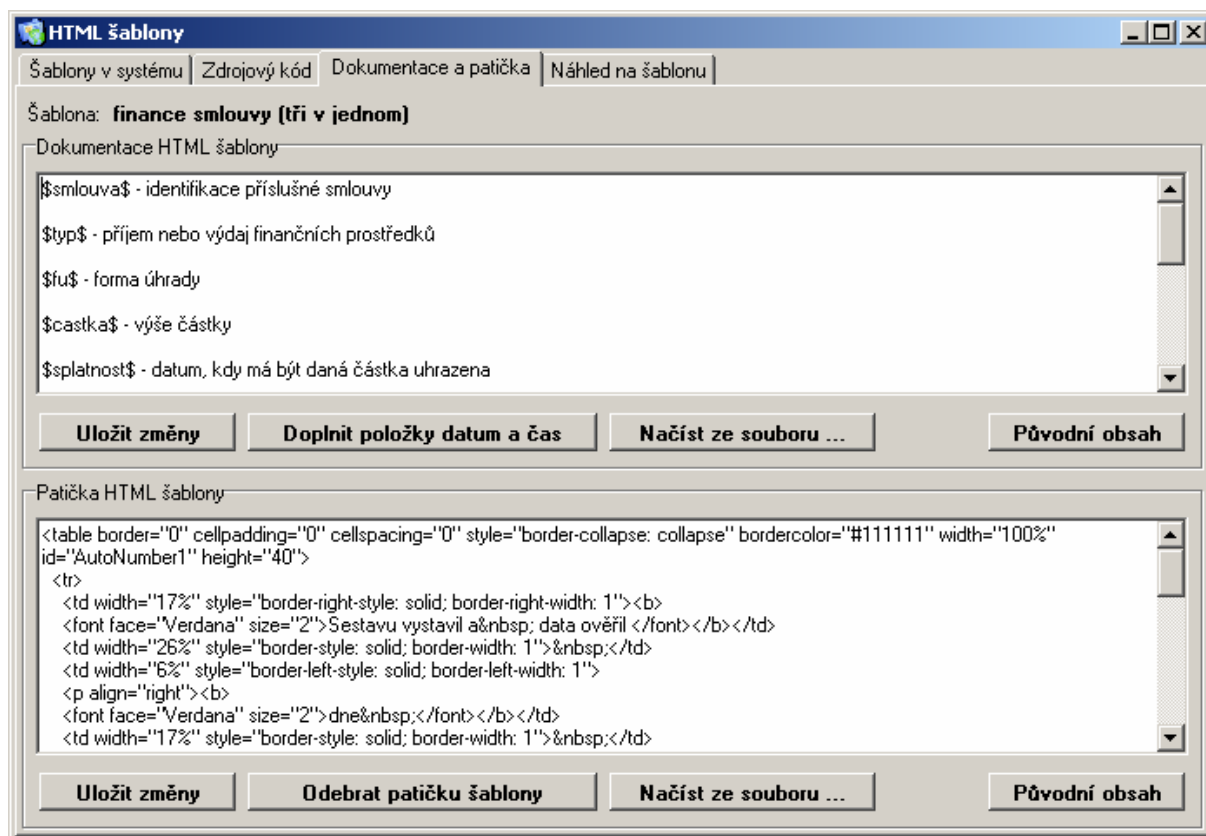 HTML šablony
Šablony v systému Zdrojový kód Dokumentace a patička Náhled na šablonu
Šablona: finance smlouvy (tři v jednom)
Dokumentace HTML šablony
$smlouva$ - identifikace příslušné smlouvy
$typ$ - příjem nebo výdaj finančních prostředků
$fu$ - forma úhrady
$castka$ - výše částky
$splatnost$ - datum, kdy má být daná částka uhrazena
Uložit změny Doplnit položky datum a čas Načíst ze souboru ... Původní obsah
Patička HTML šablony
<table border="0" cellpadding="0" cellspacing="0" style="border-collapse: collapse" bordercolor="#111111" width="100%"
id="AutoNumber1" height="40">
<tr>
<td width="17%" style="border-right-style: solid; border-right-width: 1"><b>
<font face="Verdana" size="2">Sestavu vystavil a&nbsp; data ověřil </font></b></td>
<td width="26%" style="border-style: solid; border-width: 1">&nbsp;</td>
<td width="6%" style="border-left-style: solid; border-left-width: 1">
<p align="right"><b>
<font face="Verdana" size="2">dne&nbsp;</font></b></td>
<td width="17%" style="border-style: solid; border-width: 1">&nbsp;</td>
Uložit změny Odebrat patičku šablony Načíst ze souboru ... Původní obsah